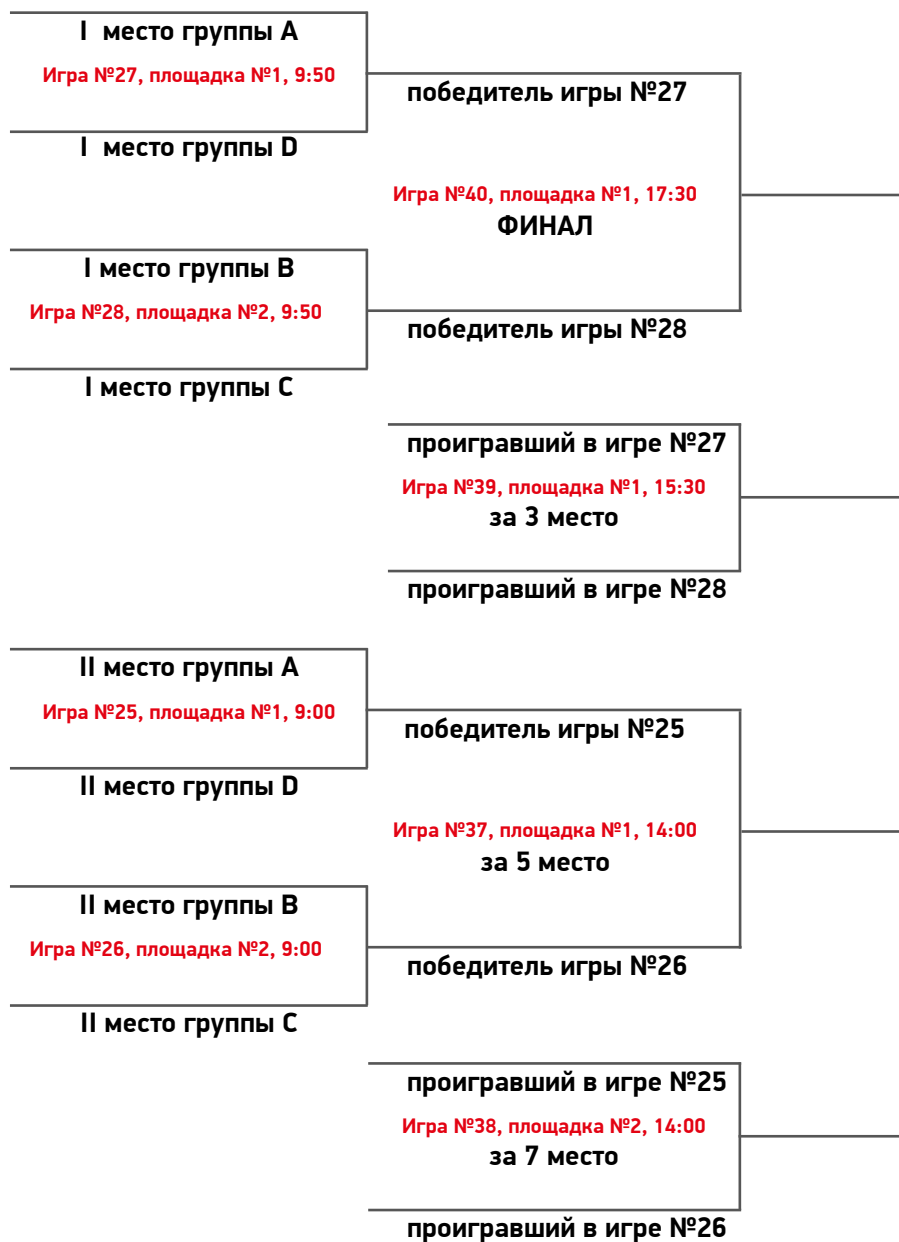 I место группы A
Игра №27, площадка №1, 9:50
победитель игры №27
I место группы D
Игра №40, площадка №1, 17:30
ФИНАЛ
I место группы B
Игра №28, площадка №2, 9:50
победитель игры №28
I место группы C
проигравший в игре №27
Игра №39, площадка №1, 15:30
за 3 место
проигравший в игре №28
II место группы A
Игра №25, площадка №1, 9:00
победитель игры №25
II место группы D
Игра №37, площадка №1, 14:00
за 5 место
II место группы B
Игра №26, площадка №2, 9:00
победитель игры №26
II место группы C
проигравший в игре №25
Игра №38, площадка №2, 14:00
за 7 место
проигравший в игре №26